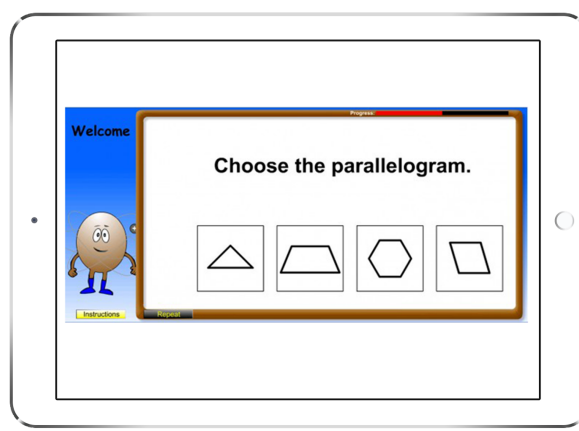 Progress:
Welcome
Choose the parallelogram.
Instructions
Repeat